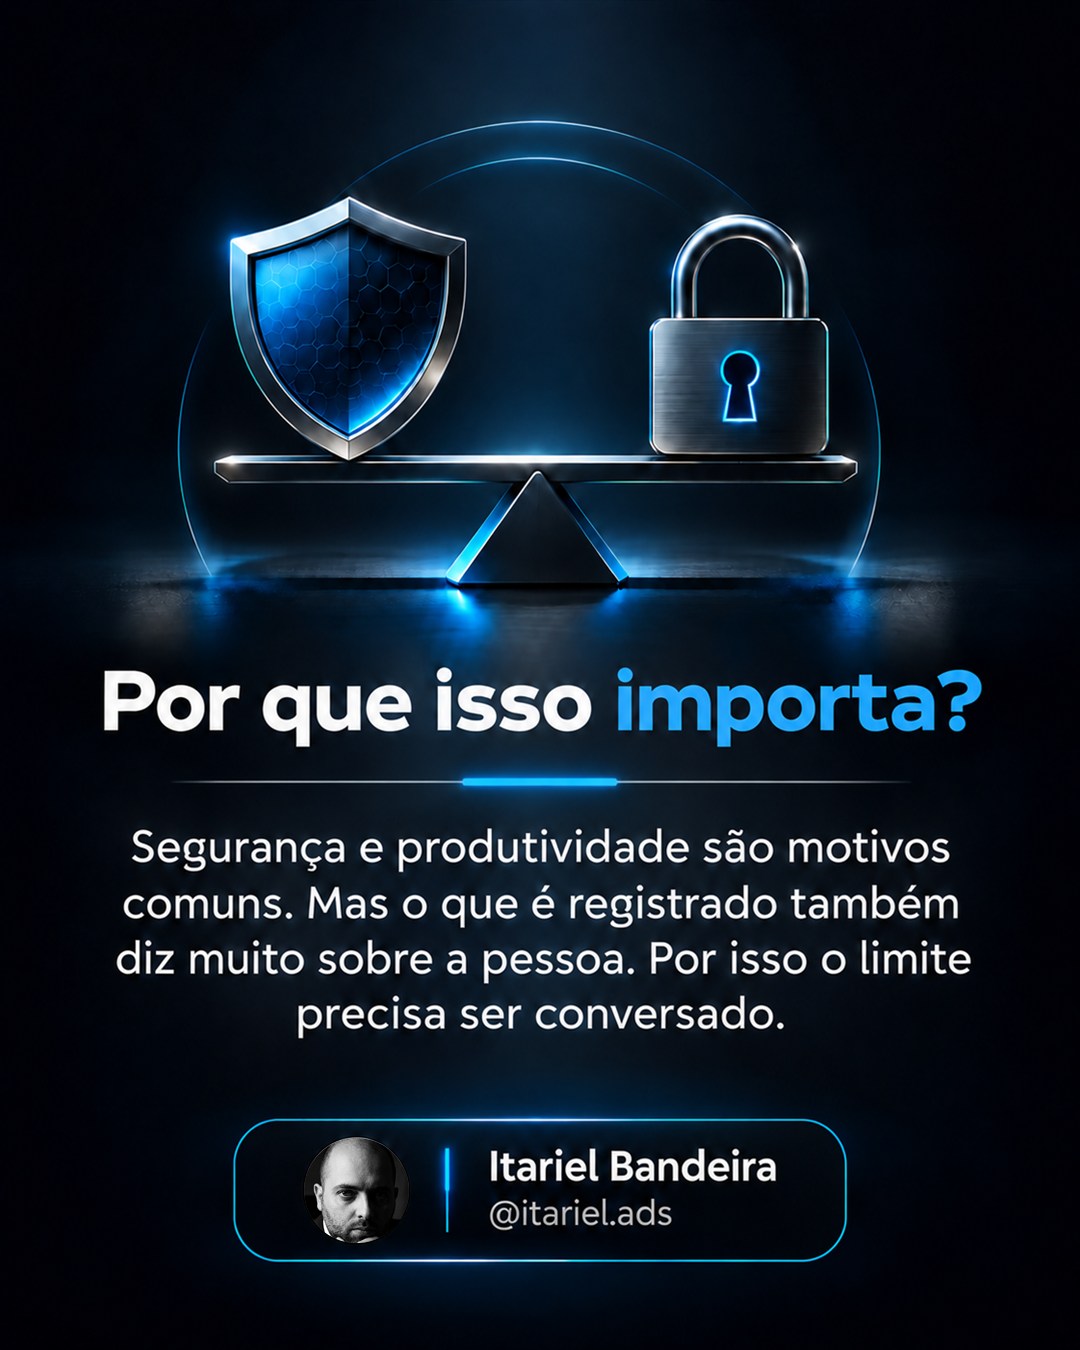 Por que isso importa?
Segurança e produtividade são motivos
comuns. Mas o que é registrado também
diz muito sobre a pessoa. Por isso o limite
precisa ser conversado.
Itariel Bandeira
@itariel.ads